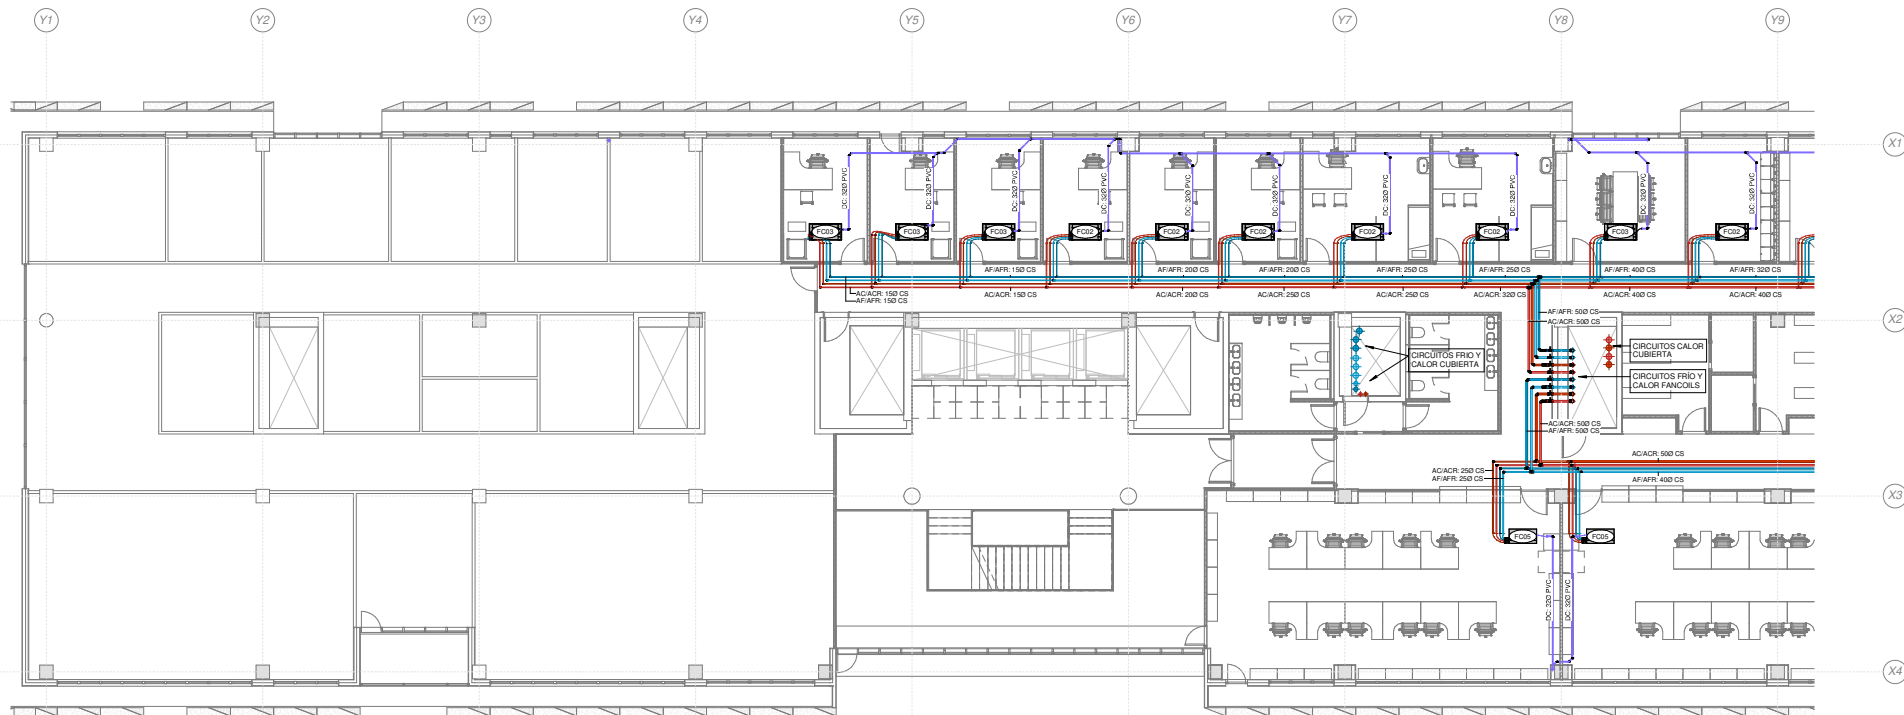 Y1 Y2 Y3 Y4 Y5 Y6 Y7 Y8 Y9
X1
DC: 32Ø PVC DC: 32Ø PVC DC: 32Ø PVC DC: 32Ø PVC DC: 32Ø PVC DC: 32Ø PVC DC: 32Ø PVC DC: 32Ø PVC DC: 32Ø PVC DC: 32Ø PVC
FC03 FC03 FC03 FC02 FC02 FC02 FC02 FC02 FC03 FC02
AF/AFR: 15Ø CS AF/AFR: 20Ø CS AF/AFR: 20Ø CS AF/AFR: 25Ø CS AF/AFR: 25Ø CS AF/AFR: 40Ø CS AF/AFR: 32Ø CS
AC/ACR: 15Ø CS
AF/AFR: 15Ø CS
AC/ACR: 15Ø CS AC/ACR: 20Ø CS AC/ACR: 25Ø CS AC/ACR: 25Ø CS AC/ACR: 32Ø CS AC/ACR: 40Ø CS AC/ACR: 40Ø CS
AF/AFR: 50Ø CS
AC/ACR: 50Ø CS
X2
CIRCUITOS FRIO Y
CALOR CUBIERTA
CIRCUITOS CALOR
CUBIERTA
CIRCUITOS FRÍO Y
CALOR FANCOILS
AC/ACR: 50Ø CS
AF/AFR: 50Ø CS
AC/ACR: 50Ø CS
AC/ACR: 25Ø CS
AF/AFR: 25Ø CS
AF/AFR: 40Ø CS
X3
FC05 FC05
DC: 32Ø PVC DC: 32Ø PVC
X4